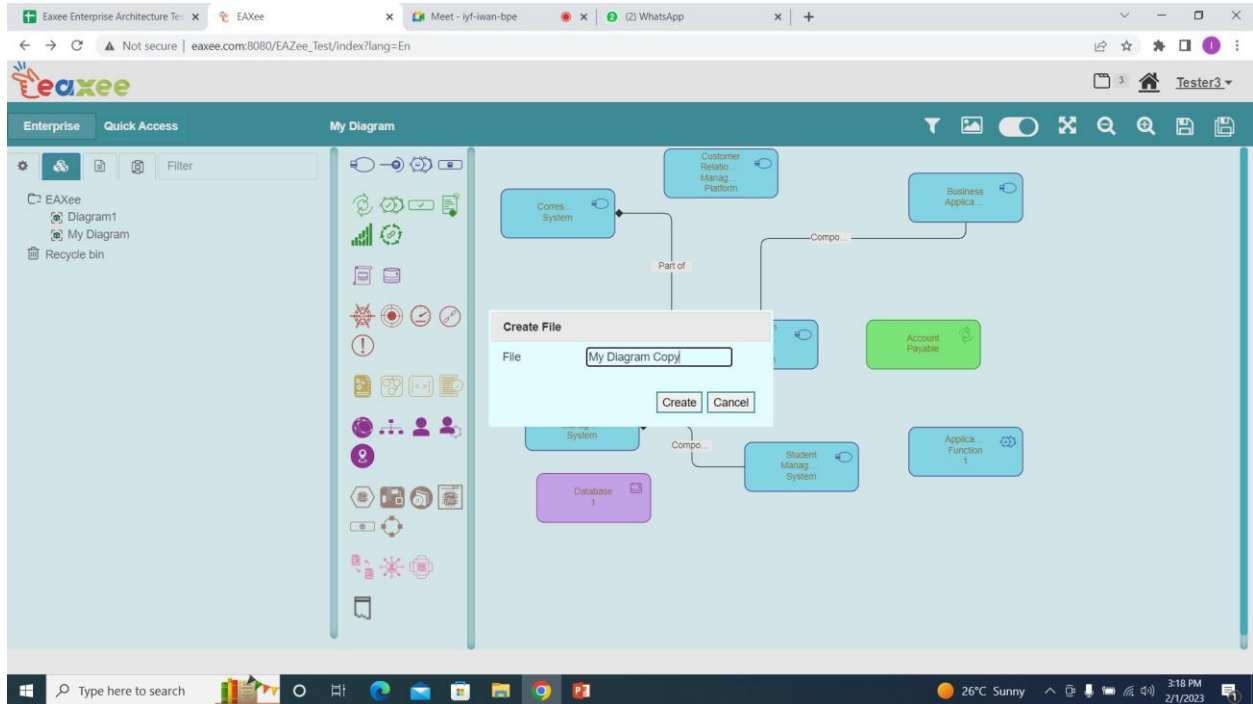 Eaxee Enterprise Architecture Tes
EAXee
Meet - iyf-iwan-bpe
(2) WhatsApp
Not secure | eaxee.com:8080/EAZee_Test/index?lang=En
I
eaxee
3
Tester3
Enterprise
Quick Access
My Diagram
Filter
EAXee
Diagram1
My Diagram
Recycle bin
Customer
Relatio...
Manag...
Platform
Corres...
System
Business
Applica...
Compo...
Part of
Create File
File
My Diagram Copy
Create
Cancel
Account
Payable
System
Compo...
Student
Manag...
System
Applica...
Function
1
Database
1
Type here to search
26°C Sunny
3:18 PM
2/1/2023
1